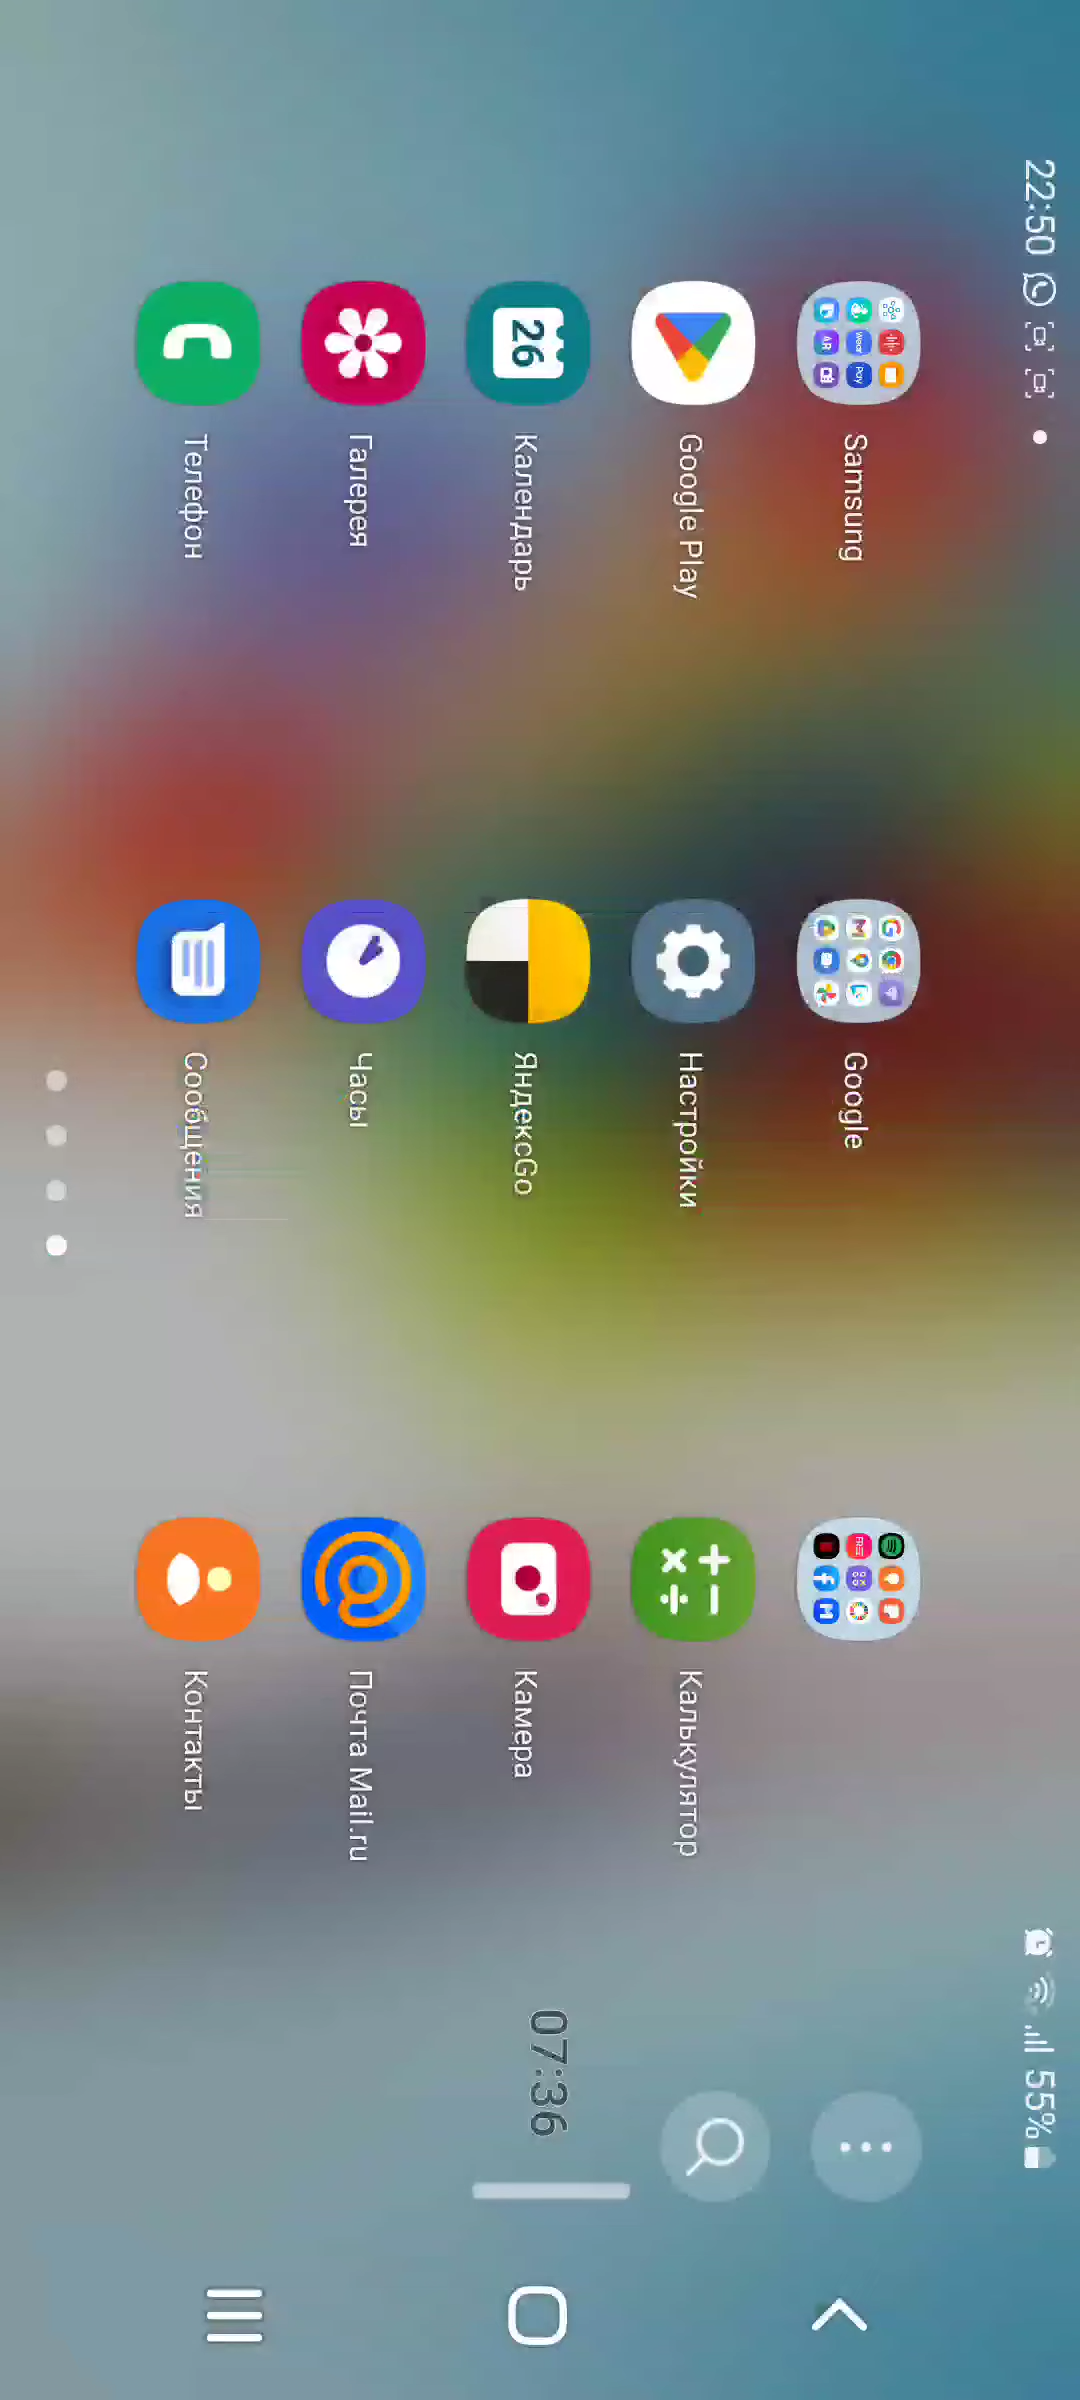 22:50
55%
Samsung
Google
Google Play
Настройки
Калькулятор
26
Календарь
ЯндексGo
Камера
Галерея
Часы
Почта Mail.ru
Телефон
Сообщения
Контакты
07:36